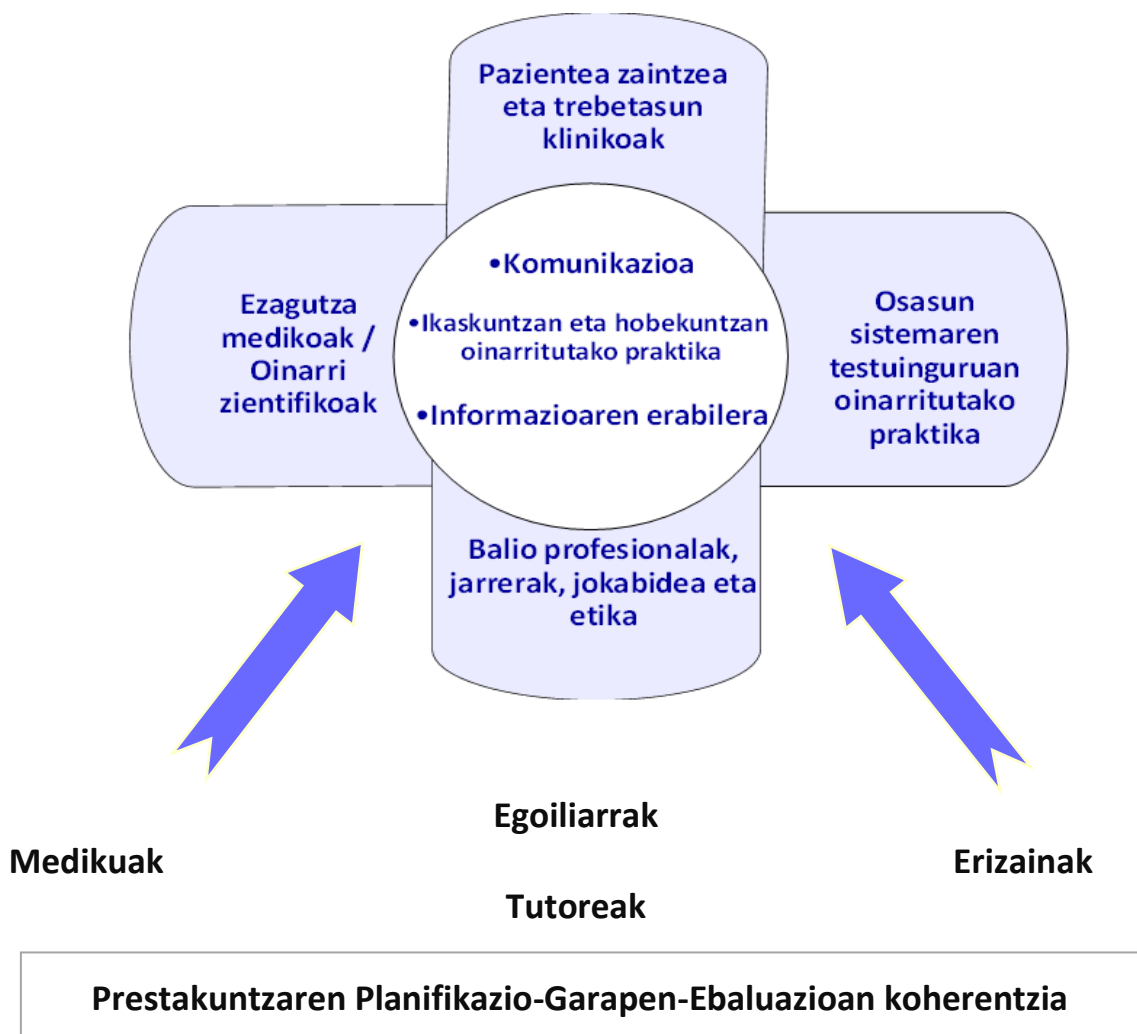 Pazientea zaintzea
eta trebetasun
klinikoak
Ezagutza
medikoak /
Oinarri
zientifikoak
•Komunikazioa
•Ikaskuntzan eta hobekuntzan
oinarritutako praktika
•Informazioaren erabilera
Osasun
sistemaren
testuinguruan
oinarritutako
praktika
Balio profesionalak,
jarrerak, jokabidea eta
etika
Egoiliarrak
Medikuak
Erizainak
Tutoreak
Prestakuntzaren Planifikazio-Garapen-Ebaluazioan koherentzia